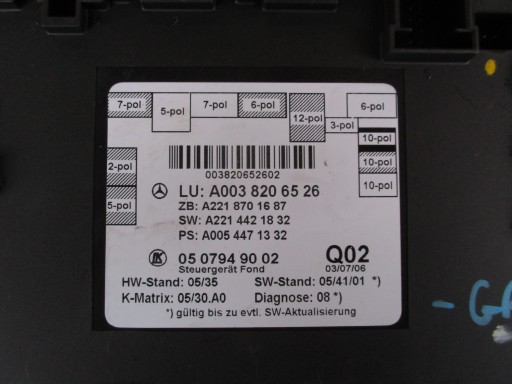 7-pol 5-pol 7-pol 6-pol 12-pol 6-pol
3-pol
10-pol
2-pol 10-pol
5-pol 10-pol
003820652602
LU: A003 820 65 26
ZB: A221 870 16 87
SW: A221 442 18 32
PS: A005 447 13 32
05 0794 90 02 Q02
Steuergerät Fond 03/07/06
HW-Stand: 05/35 SW-Stand: 05/41/01 *)
K-Matrix: 05/30.A0 Diagnose: 08 *)
*) gültig bis zu evtl. SW-Aktualisierung